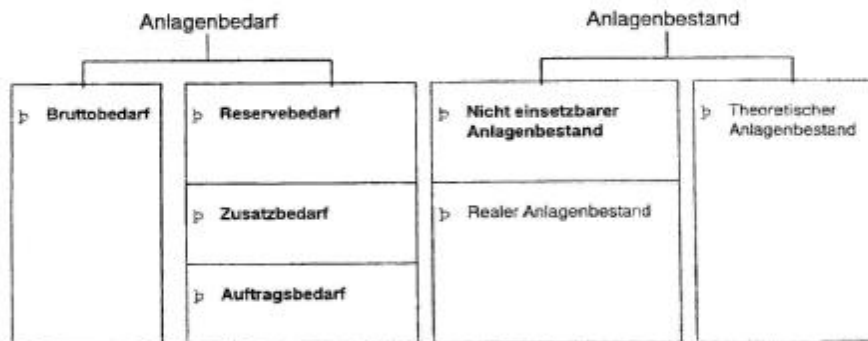 Anlagenbedarf
Anlagenbestand
þ Bruttobedarf
þ Reservebedarf
þ Zusatzbedarf
þ Auftragsbedarf
þ Nicht einsetzbarer
Anlagenbestand
þ Realer Anlagenbestand
þ Theoretischer
Anlagenbestand